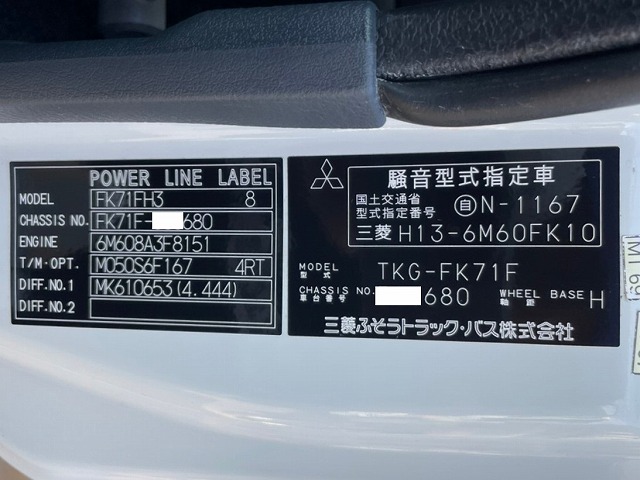 POWER LINE LABEL
MODEL FK71FH3 8
CHASSIS NO. FK71F- 680
ENGINE 6M608A3F8151
T/M·OPT. M050S6F167 4RT
DIFF.NO.1 MK610653(4.444)
DIFF.NO.2
騒音型式指定車
国土交通省
型式指定番号 自N-1167
三菱 H13-6M60FK10
MODEL
型式 TKG-FK71F
CHASSIS NO. 680 WHEEL BASE H
車台番号 軸距
三菱ふそうトラック・バス株式会社